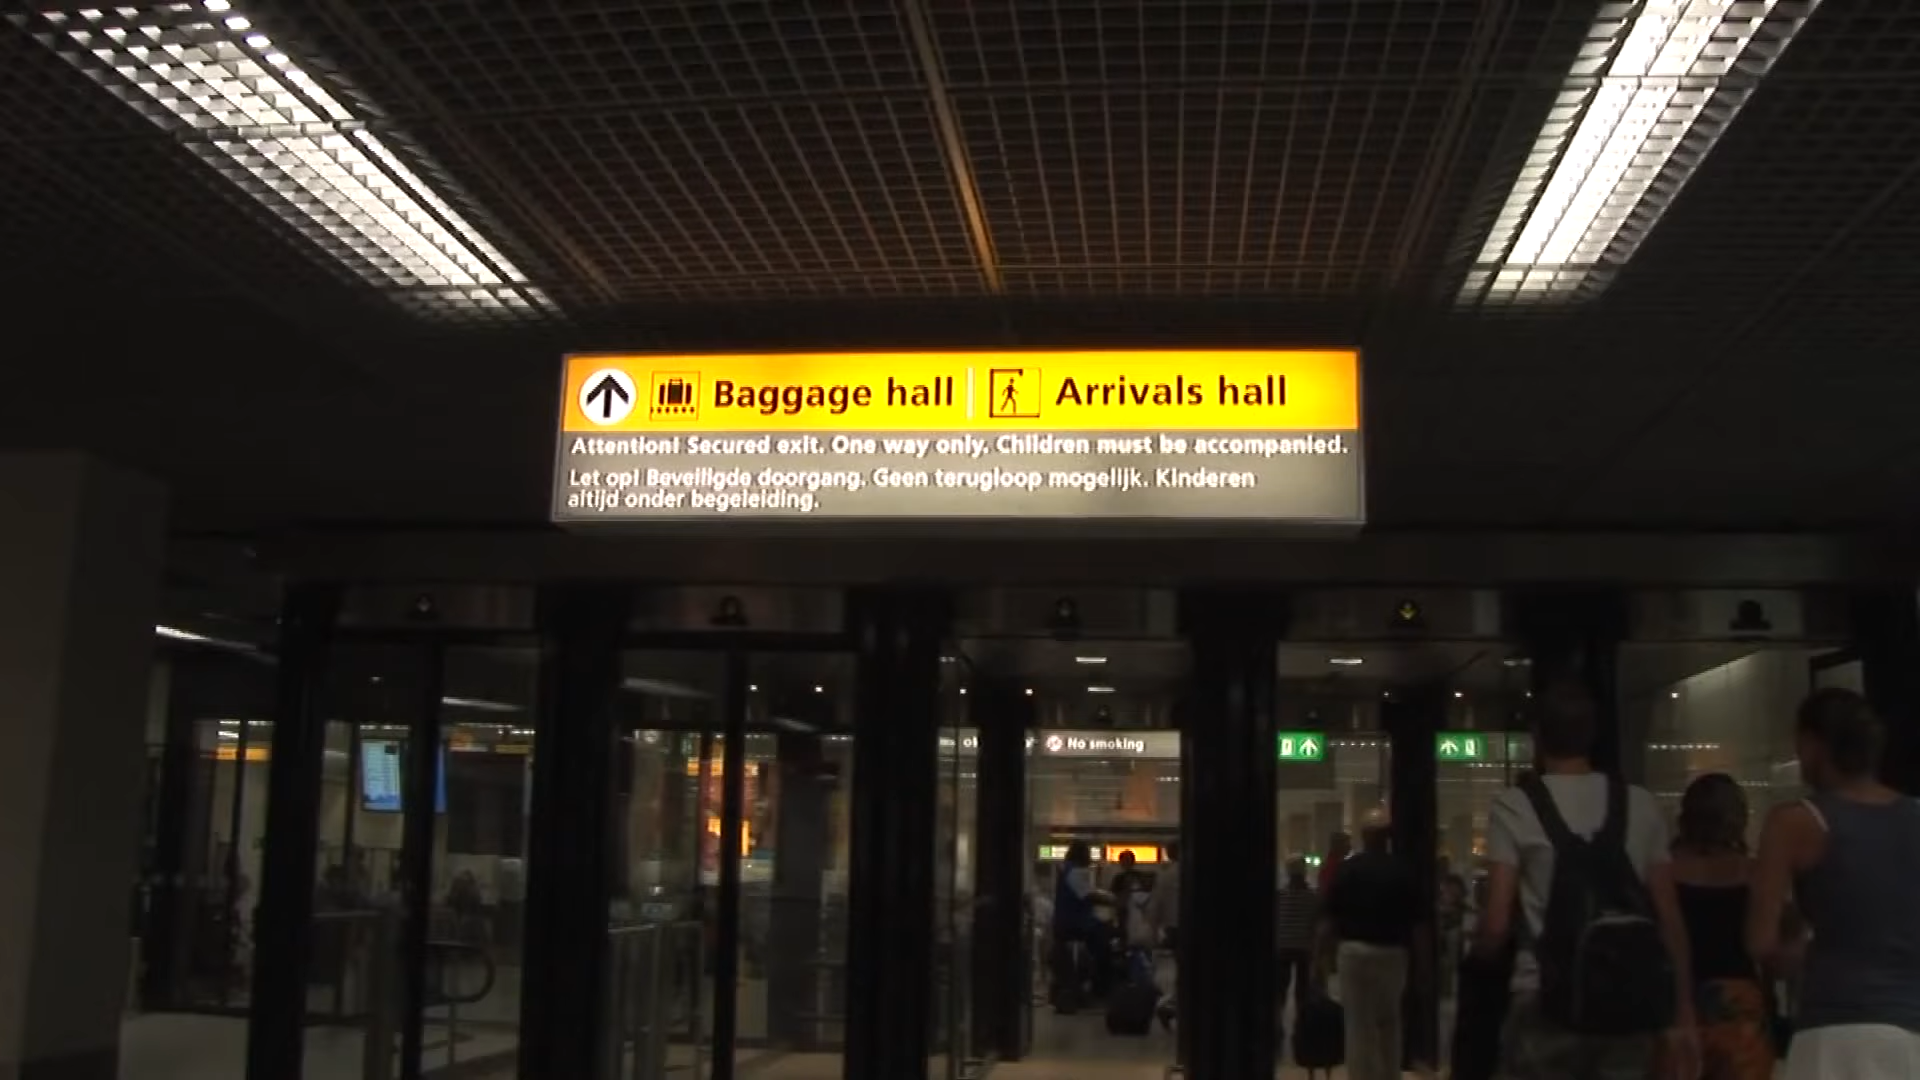 Baggage hall | Arrivals hall
Attention! Secured exit. One way only. Children must be accompanied.
Let op! Beveiligde doorgang. Geen terugloop mogelijk. Kinderen
altijd onder begeleiding.
No smoking